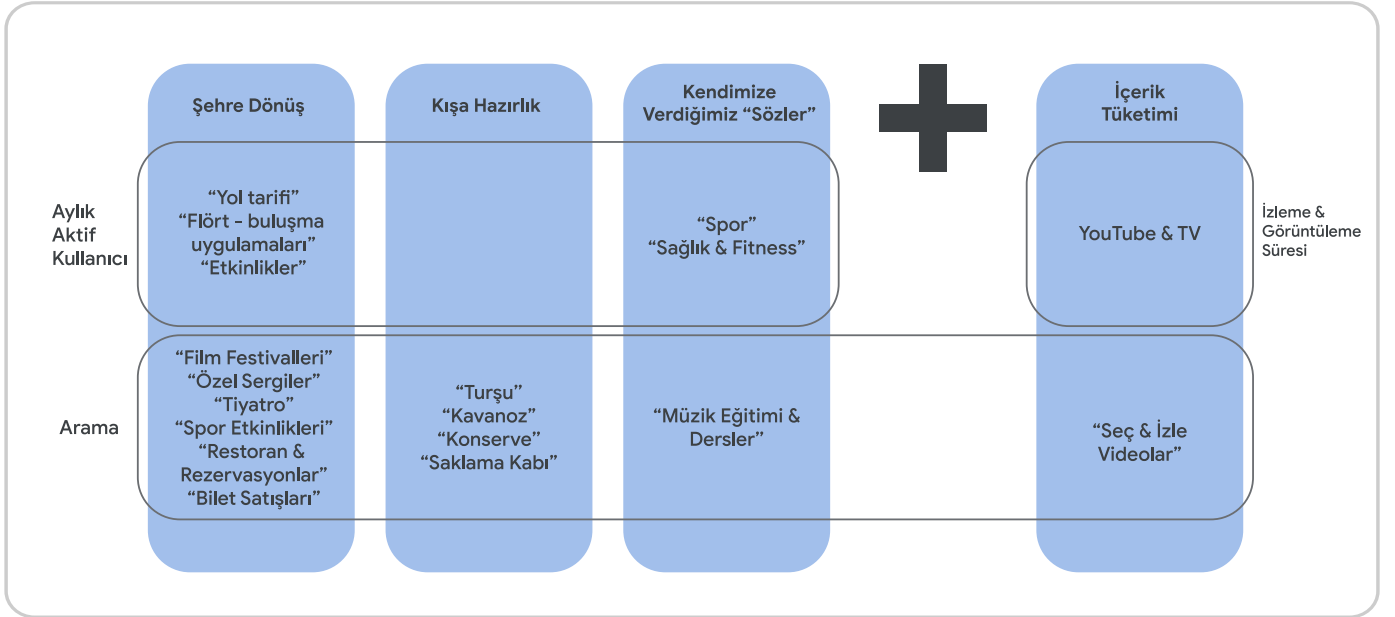 Şehre Dönüş
Kışa Hazırlık
Kendimize
Verdiğimiz “Sözler”
İçerik
Tüketimi
Aylık
Aktif
Kullanıcı
“Yol tarifi”
“Flört - buluşma
uygulamaları”
“Etkinlikler”
“Spor”
“Sağlık & Fitness”
YouTube & TV
İzleme &
Görüntüleme
Süresi
Arama
“Film Festivalleri”
“Özel Sergiler”
“Tiyatro”
“Spor Etkinlikleri”
“Restoran &
Rezervasyonlar”
“Bilet Satışları”
“Turşu”
“Kavanoz”
“Konserve”
“Saklama Kabı”
“Müzik Eğitimi &
Dersler”
“Seç & İzle
Videolar”